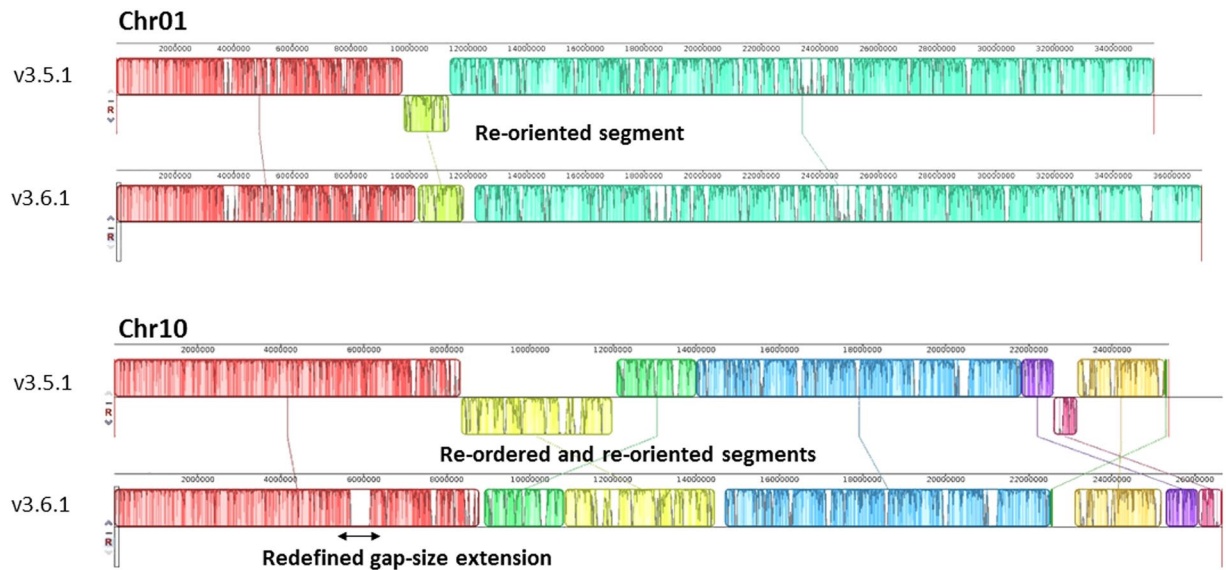 Chr01
2000000 4000000 6000000 8000000 10000000 12000000 14000000 16000000 18000000 20000000 22000000 24000000 26000000 28000000 30000000 32000000 34000000
v3.5.1
R
Re-oriented segment
2000000 4000000 6000000 8000000 10000000 12000000 14000000 16000000 18000000 20000000 22000000 24000000 26000000 28000000 30000000 32000000 34000000 36000000
v3.6.1
R
Chr10
2000000 4000000 6000000 8000000 10000000 12000000 14000000 16000000 18000000 20000000 22000000 24000000
v3.5.1
R
Re-ordered and re-oriented segments
2000000 4000000 6000000 8000000 10000000 12000000 14000000 16000000 18000000 20000000 22000000 24000000 26000000
v3.6.1
R
Redefined gap-size extension